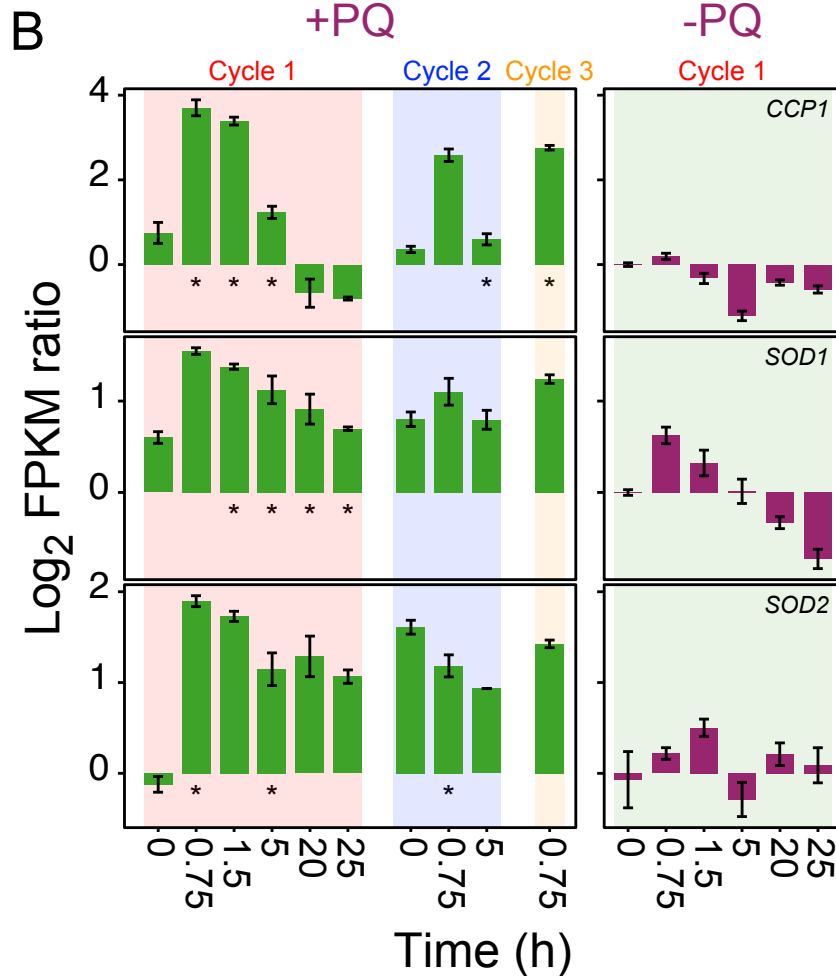 B
+PQ
-PQ
Cycle 1
Cycle 2
Cycle 3
Cycle 1
Log2 FPKM ratio
4
2
0
* * * * *
CCP1
1
0
* * * *
SOD1
2
1
0
* * *
SOD2
0 0.75 1.5 5 20 25 0 0.75 5 0.75 0 0.75 1.5 5 20 25
Time (h)